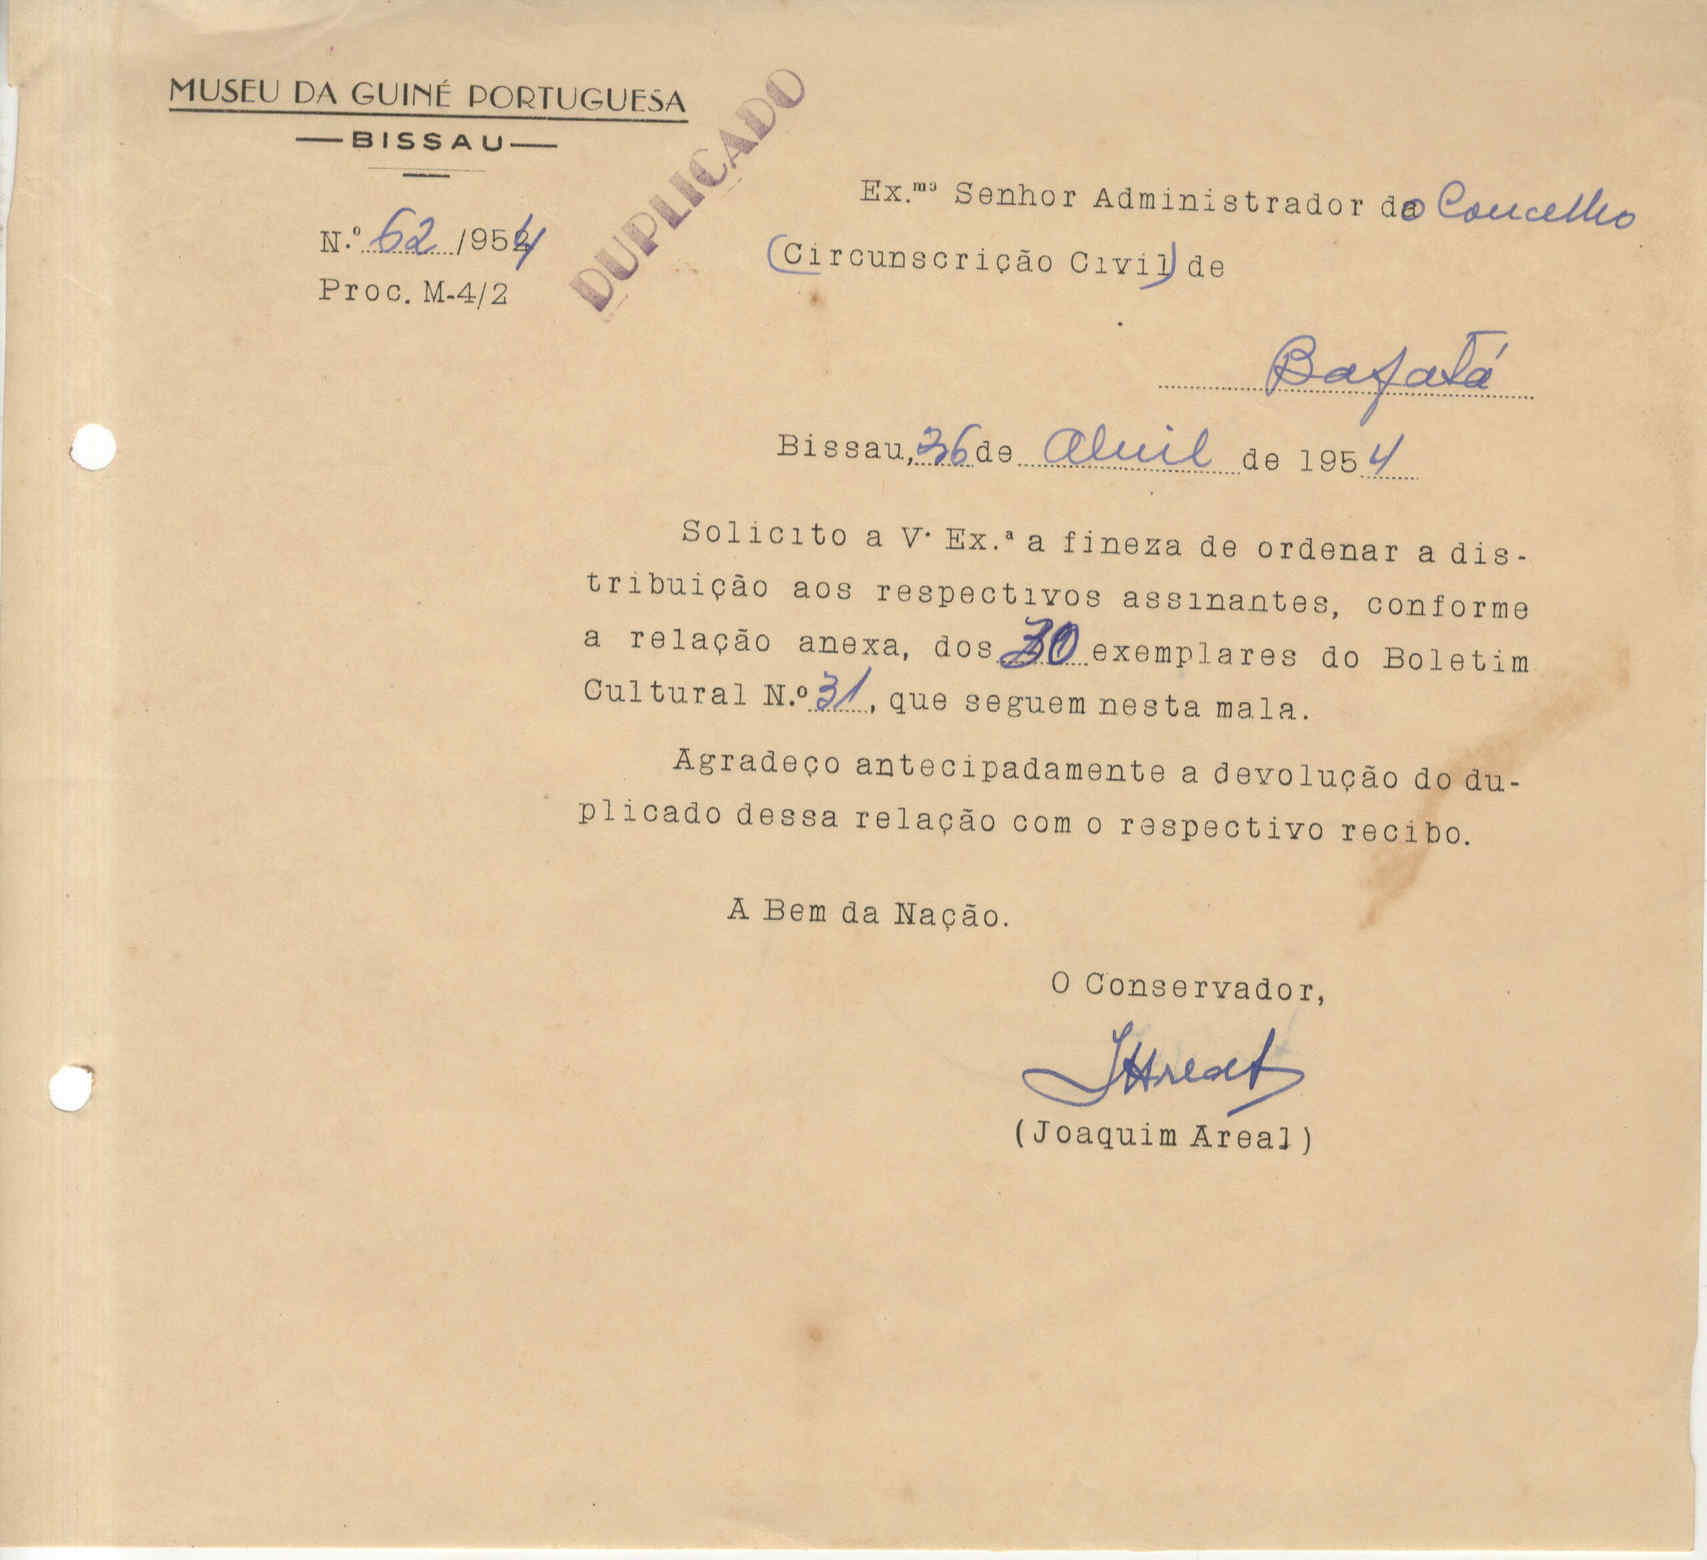 MUSEU DA GUINÉ PORTUGUESA
—BISSAU—
DUPLICADO
N.º 62/954
Proc. M-4/2
Ex.mo Senhor Administrador do Concelho
(Circunscrição Civil) de
Bafatá
Bissau, 26 de Abril de 1954
Solicito a V. Ex.ª a fineza de ordenar a dis-
tribuição aos respectivos assinantes, conforme
a relação anexa, dos 30 exemplares do Boletim
Cultural N.º 31, que seguem nesta mala.
Agradeço antecipadamente a devolução do du-
plicado dessa relação com o respectivo recibo.
A Bem da Nação.
O Conservador,
JAreal
(Joaquim Areal)